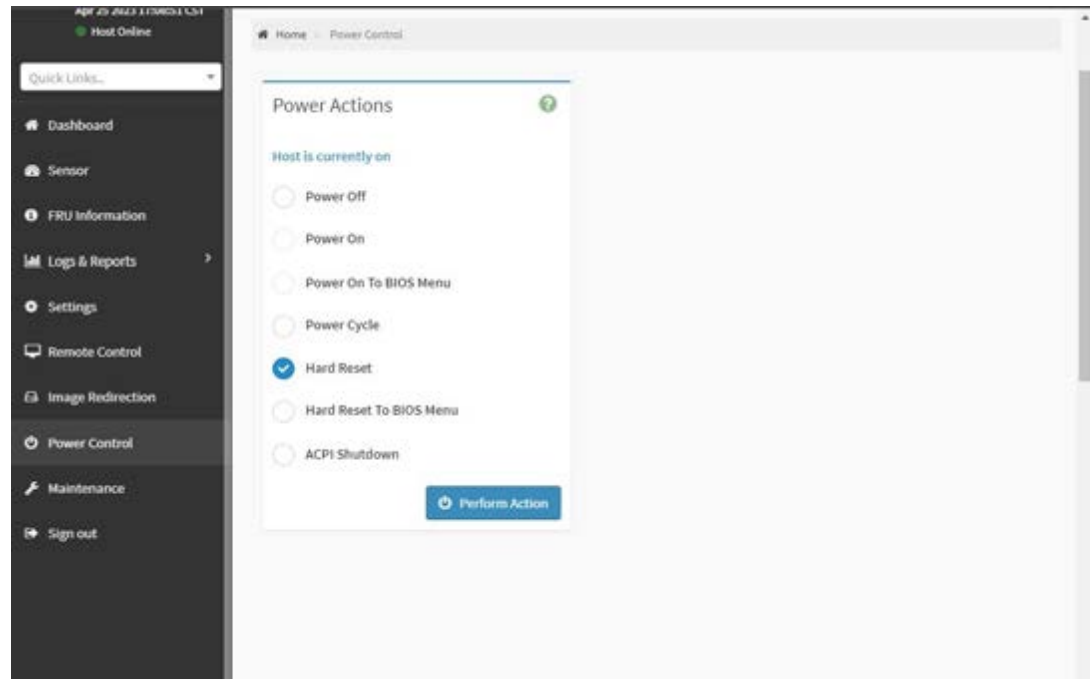 Host Online
Quick Links...
Dashboard
Sensor
FRU Information
Logs & Reports
Settings
Remote Control
Image Redirection
Power Control
Maintenance
Sign out
Home
Power Control
Power Actions
Host is currently on
Power Off
Power On
Power On To BIOS Menu
Power Cycle
Hard Reset
Hard Reset To BIOS Menu
ACPI Shutdown
Perform Action